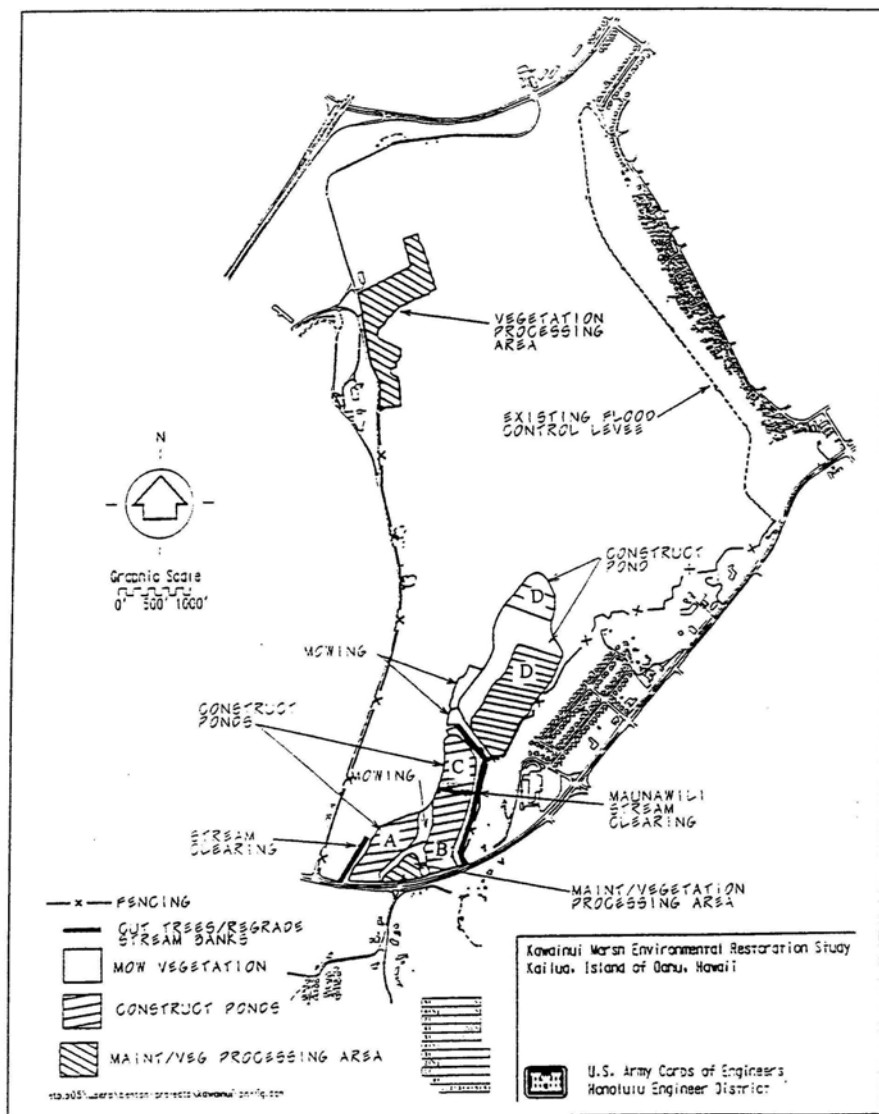 VEGETATION
PROCESSING
AREA
EXISTING FLOOD
CONTROL LEVEE
N
Graphic Scale
0' 500' 1000'
CONSTRUCT
POND
D
MOWING
D
CONSTRUCT
PONDS
MOWING
C
MAUNAWILI
STREAM
CLEARING
STREAM
CLEARING
A
B
MAINT/VEGETATION
PROCESSING AREA
x FENCING
CUT TREES/REGRADE
STREAM BANKS
MOW VEGETATION
CONSTRUCT PONDS
MAINT/VEG PROCESSING AREA
Kawainui Marsh Environmental Restoration Study
Kailua, Island of Oahu, Hawaii
U.S. Army Corps of Engineers
Honolulu Engineer District